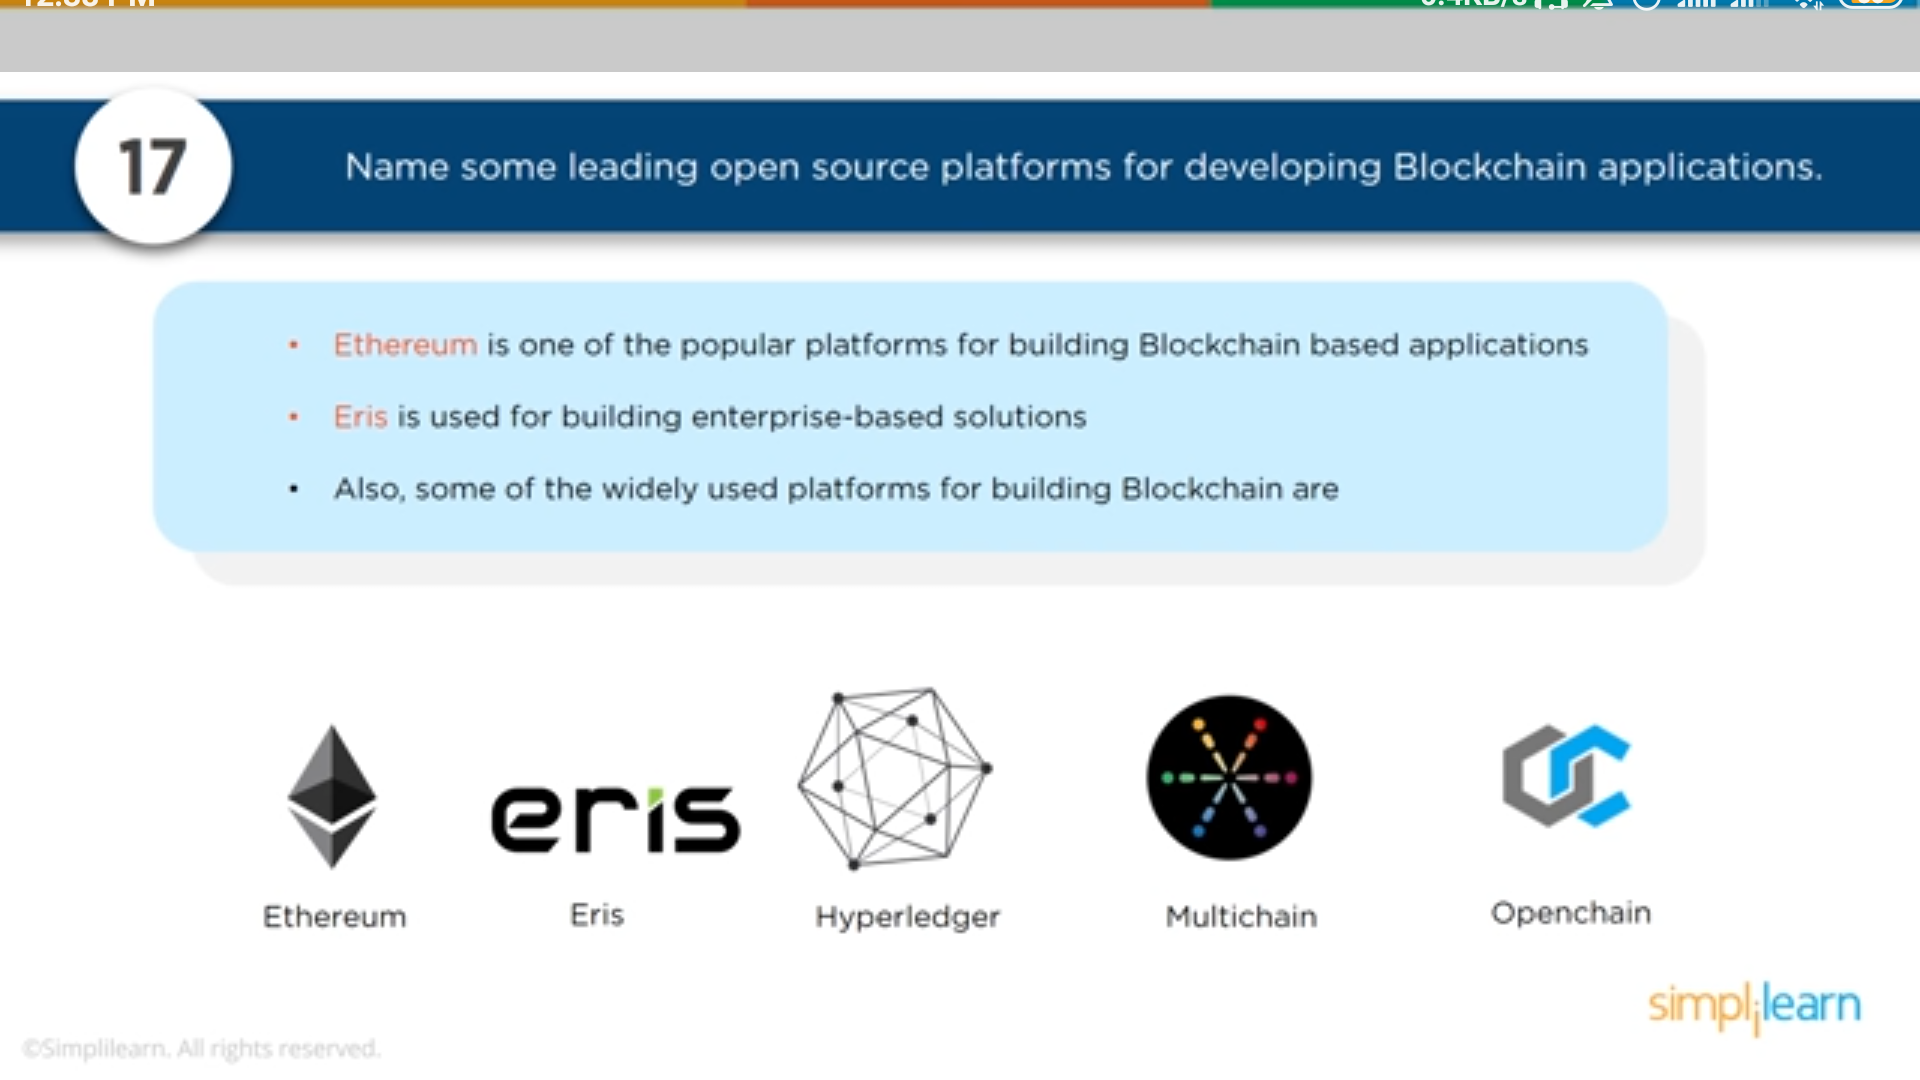 17
Name some leading open source platforms for developing Blockchain applications.
• Ethereum is one of the popular platforms for building Blockchain based applications
• Eris is used for building enterprise-based solutions
• Also, some of the widely used platforms for building Blockchain are
eris
Ethereum Eris Hyperledger Multichain Openchain
simplilearn
©Simplilearn. All rights reserved.